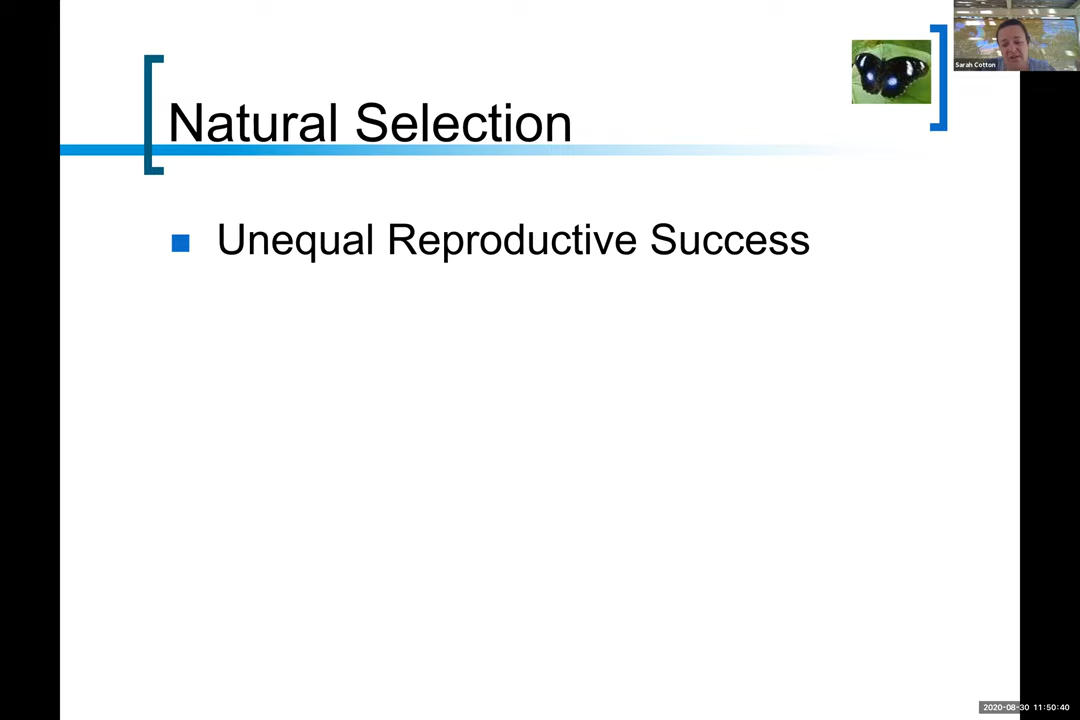 Sarah Cotton
Natural Selection
Unequal Reproductive Success
2020-08-30 11:50:40